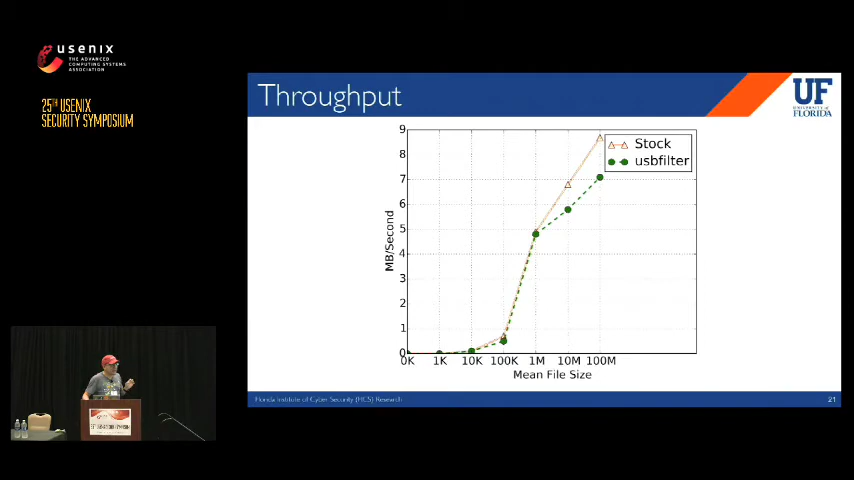 usenix
THE ADVANCED
COMPUTING SYSTEMS
ASSOCIATION
25TH USENIX
SECURITY SYMPOSIUM
Throughput
UF
UNIVERSITY of
FLORIDA
9
8
7
6
5
4
3
2
1
0
MB/Second
Stock
usbfilter
0K 1K 10K 100K 1M 10M 100M
Mean File Size
Florida Institute of Cyber Security (FICS) Research
21